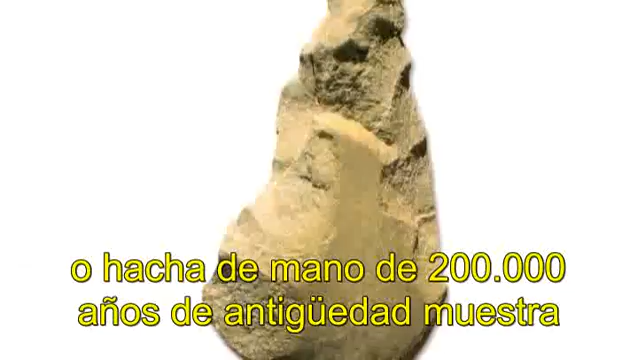 o hacha de mano de 200.000
años de antigüedad muestra